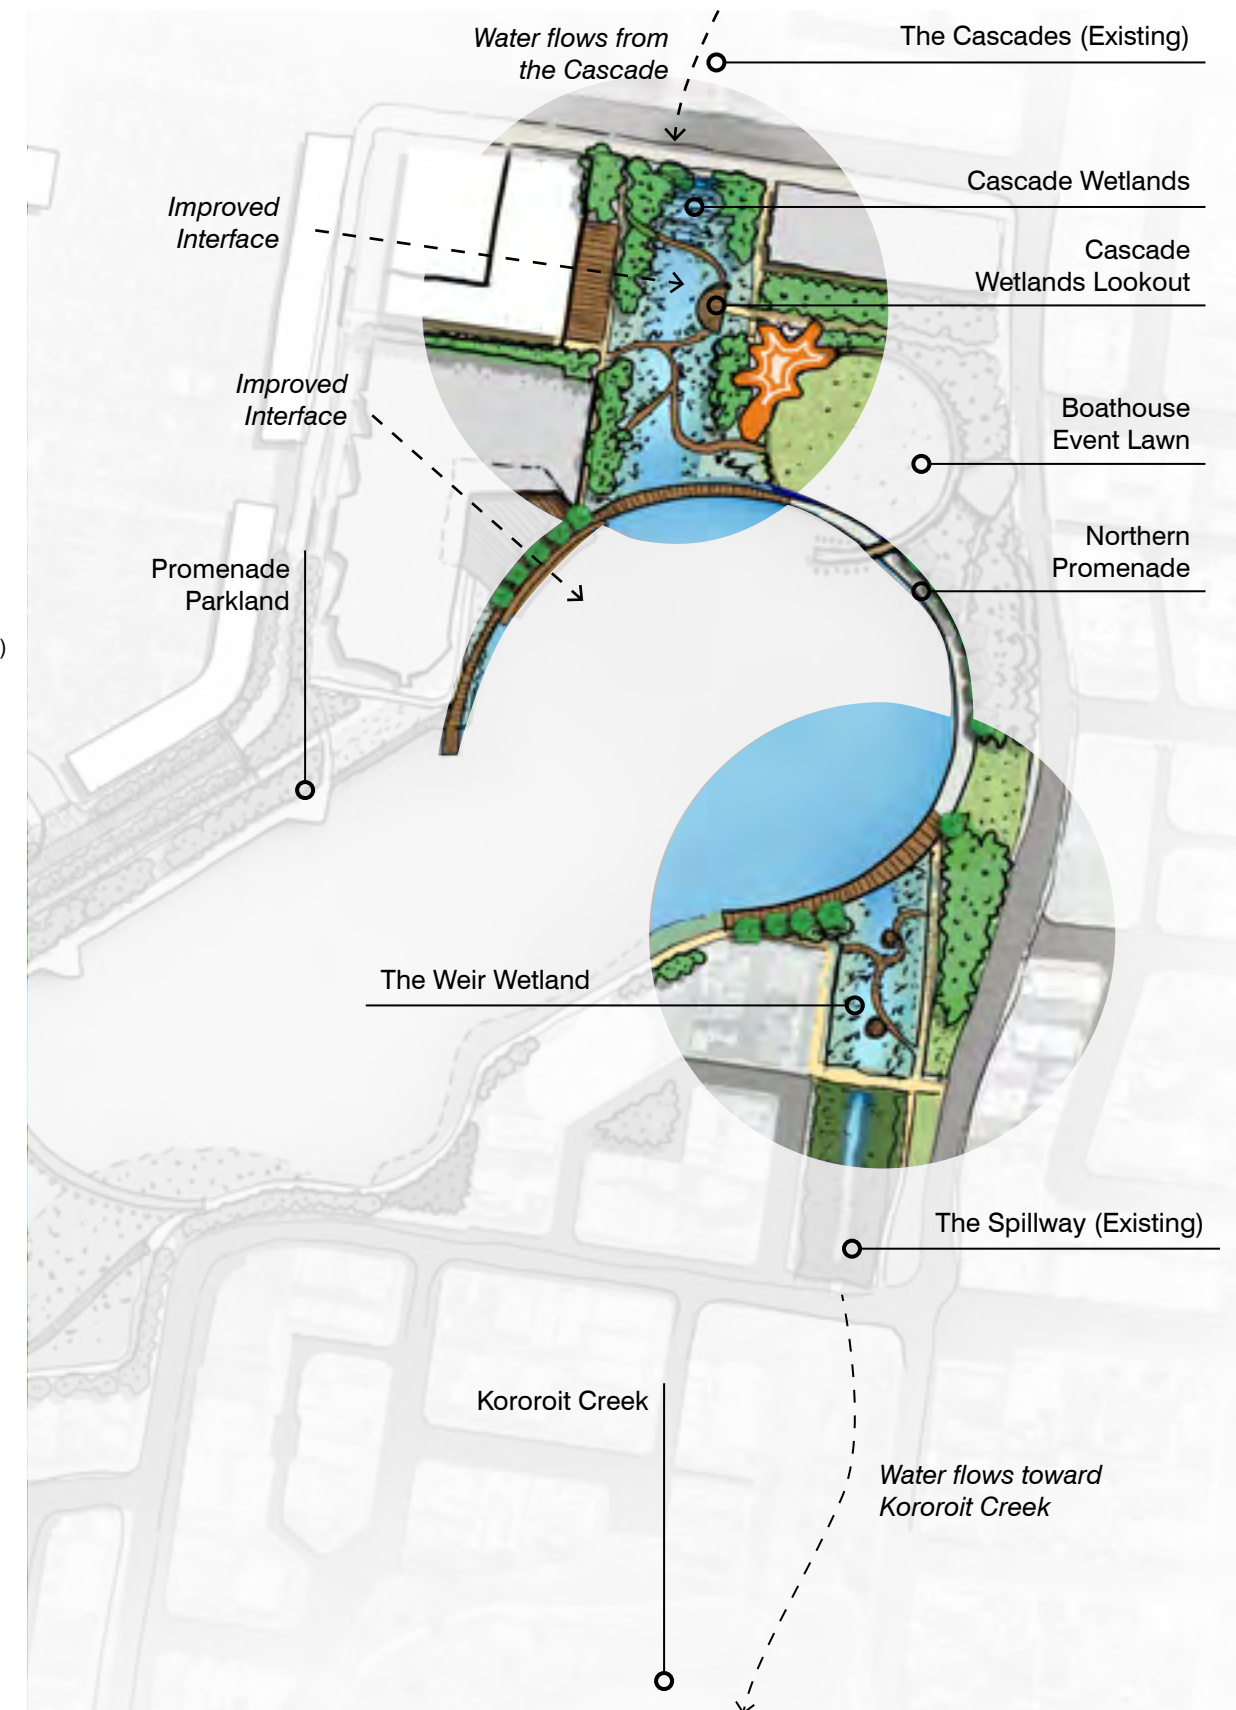 Water flows from
the Cascade
The Cascades (Existing)
Cascade Wetlands
Improved
Interface
Cascade
Wetlands Lookout
Improved
Interface
Boathouse
Event Lawn
Northern
Promenade
Promenade
Parkland
)
The Weir Wetland
The Spillway (Existing)
Kororoit Creek
Water flows toward
Kororoit Creek